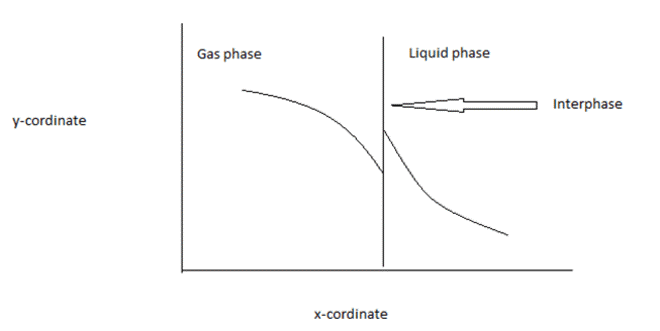 Gas phase
Liquid phase
Interphase
y-cordinate
x-cordinate